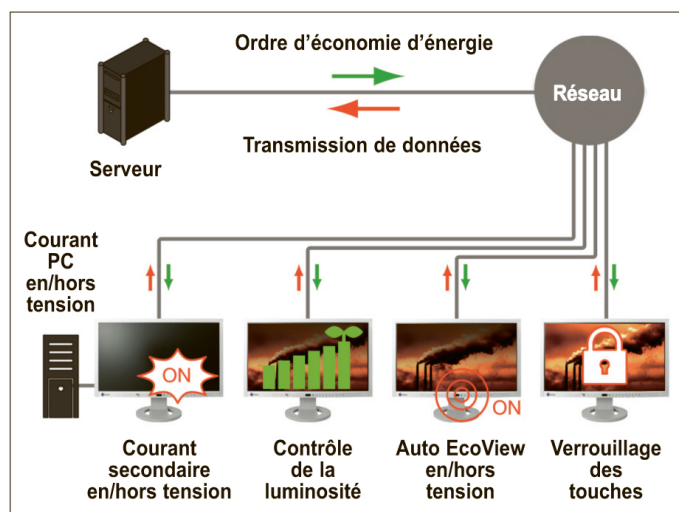 Ordre d’économie d’énergie
Réseau
Transmission de données
Serveur
Courant
PC
en/hors
tension
ON
ON
Courant
secondaire
en/hors tension
Contrôle
de la
luminosité
Auto EcoView
en/hors
tension
Verrouillage
des
touches